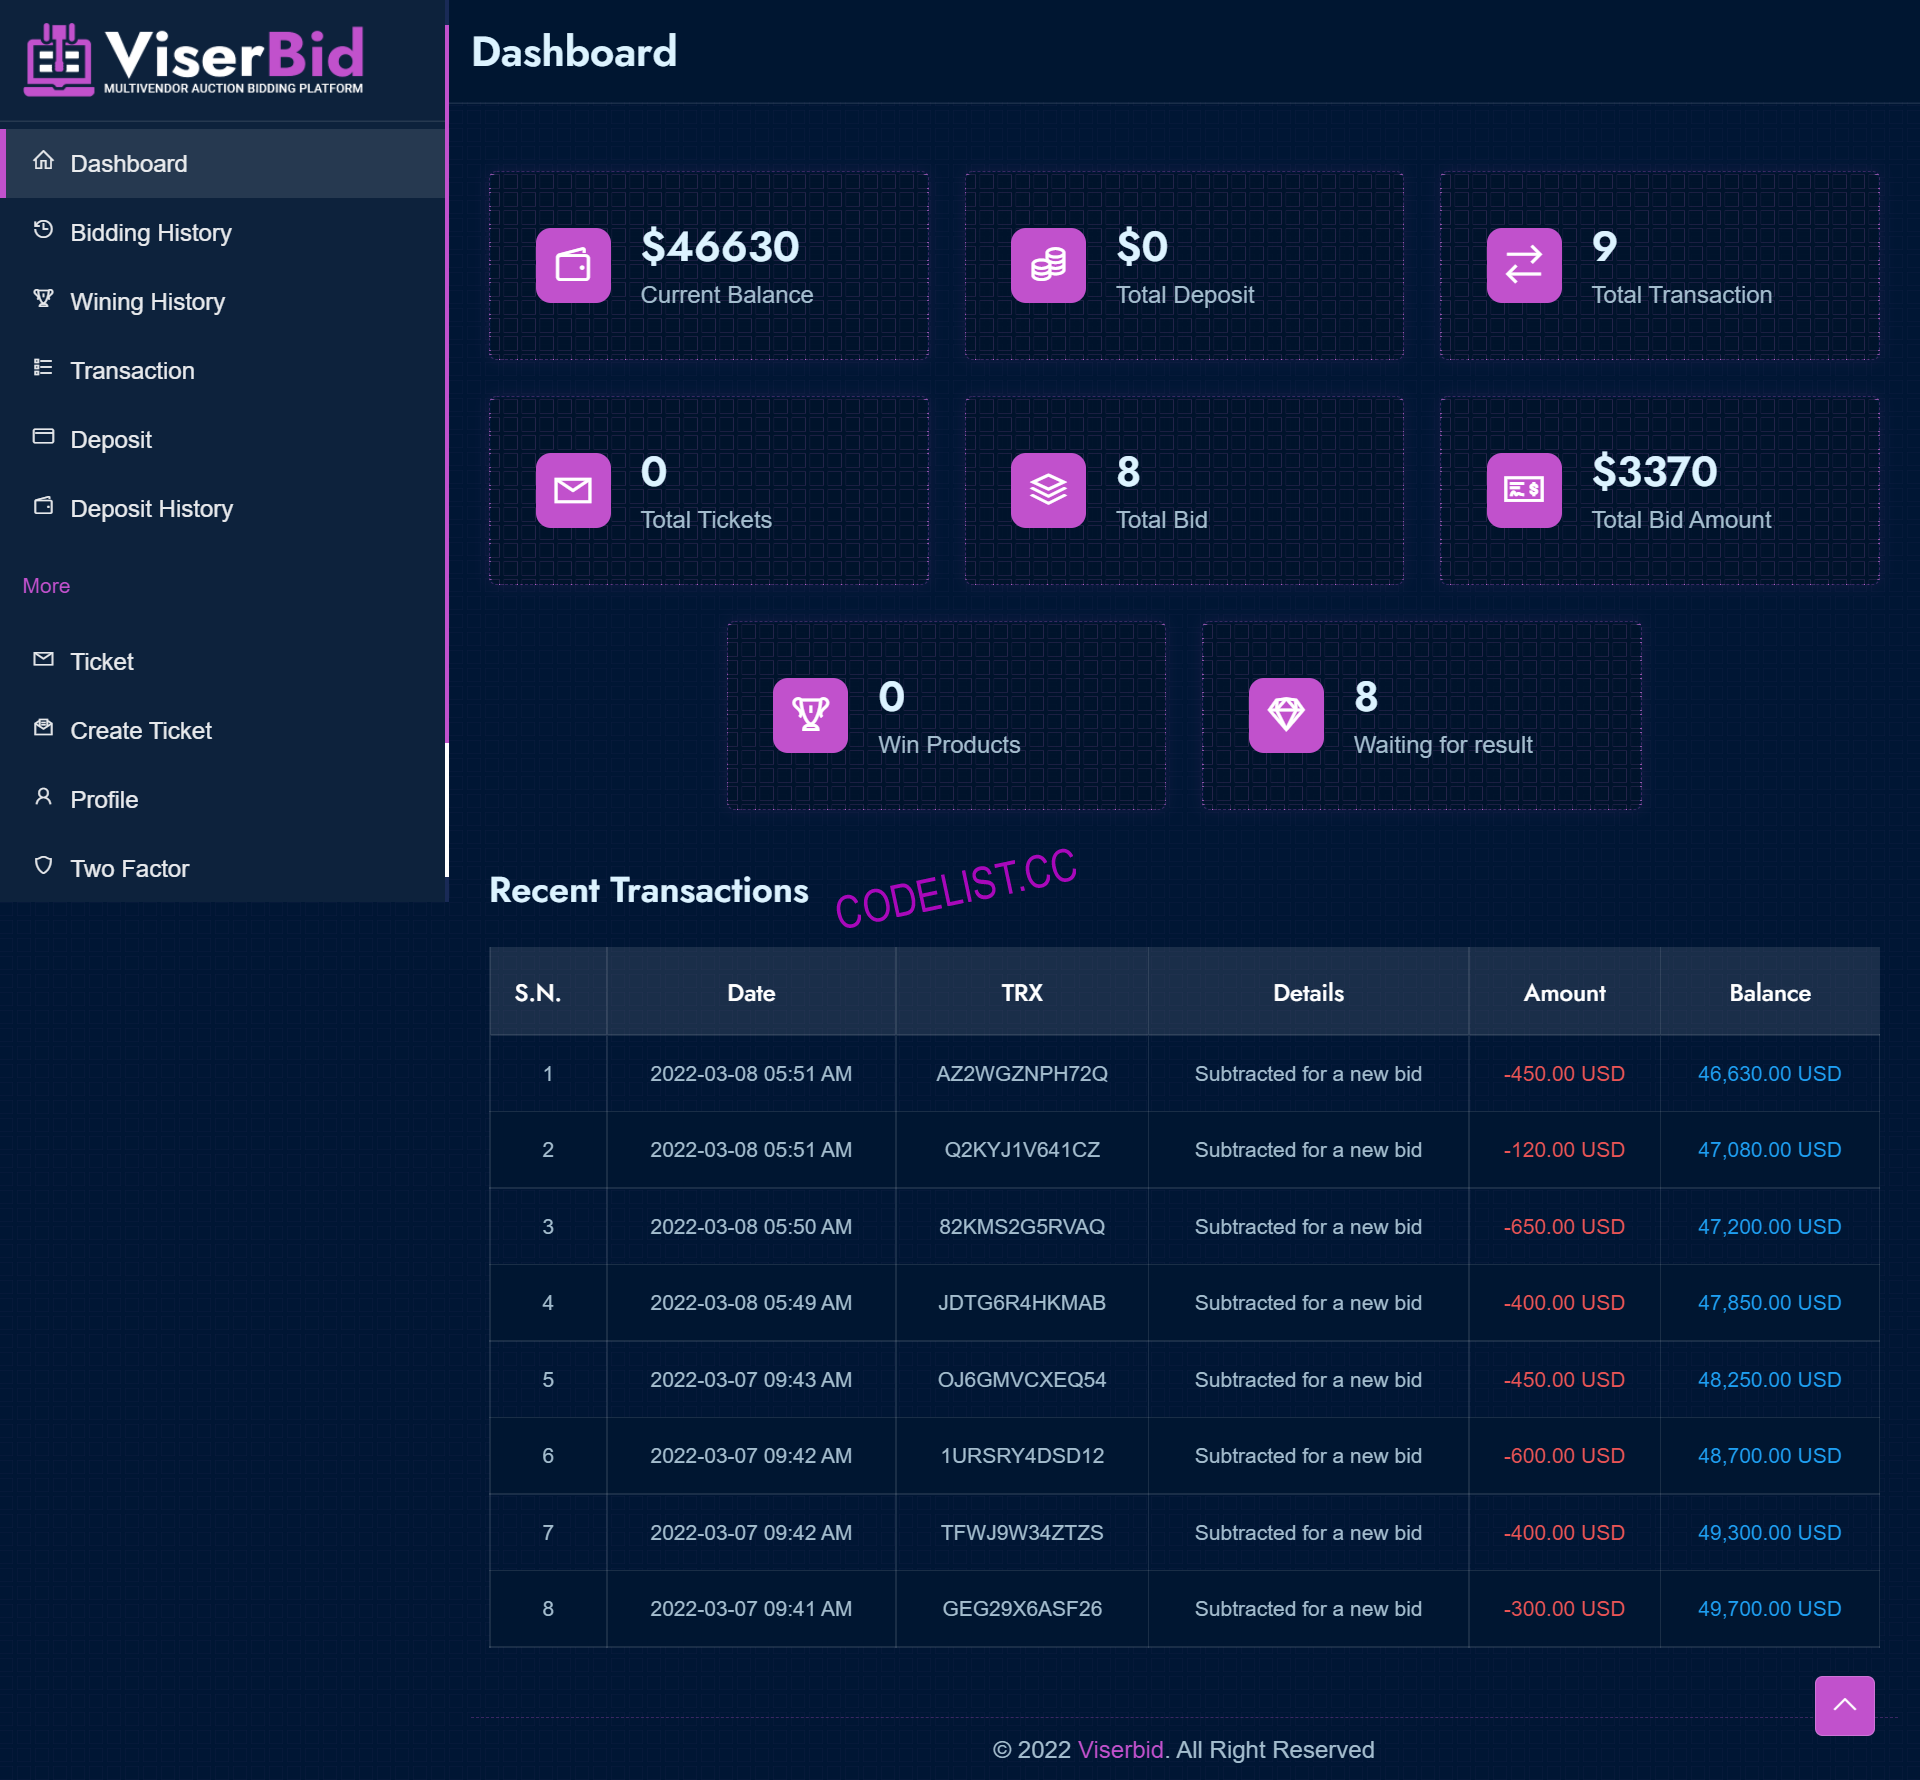 ViserBid
MULTIVENDOR AUCTION BIDDING PLATFORM
Dashboard
Bidding History
Wining History
Transaction
Deposit
Deposit History
More
Ticket
Create Ticket
Profile
Two Factor
Dashboard
$46630
Current Balance
$0
Total Deposit
9
Total Transaction
0
Total Tickets
8
Total Bid
$3370
Total Bid Amount
0
Win Products
8
Waiting for result
Recent Transactions
CODELIST.CC
S.N. Date TRX Details Amount Balance
1 2022-03-08 05:51 AM AZ2WGZNPH72Q Subtracted for a new bid -450.00 USD 46,630.00 USD
2 2022-03-08 05:51 AM Q2KYJ1V641CZ Subtracted for a new bid -120.00 USD 47,080.00 USD
3 2022-03-08 05:50 AM 82KMS2G5RVAQ Subtracted for a new bid -650.00 USD 47,200.00 USD
4 2022-03-08 05:49 AM JDTG6R4HKMAB Subtracted for a new bid -400.00 USD 47,850.00 USD
5 2022-03-07 09:43 AM OJ6GMVCXEQ54 Subtracted for a new bid -450.00 USD 48,250.00 USD
6 2022-03-07 09:42 AM 1URSRY4DSD12 Subtracted for a new bid -600.00 USD 48,700.00 USD
7 2022-03-07 09:42 AM TFWJ9W34ZTZS Subtracted for a new bid -400.00 USD 49,300.00 USD
8 2022-03-07 09:41 AM GEG29X6ASF26 Subtracted for a new bid -300.00 USD 49,700.00 USD
© 2022 Viserbid. All Right Reserved